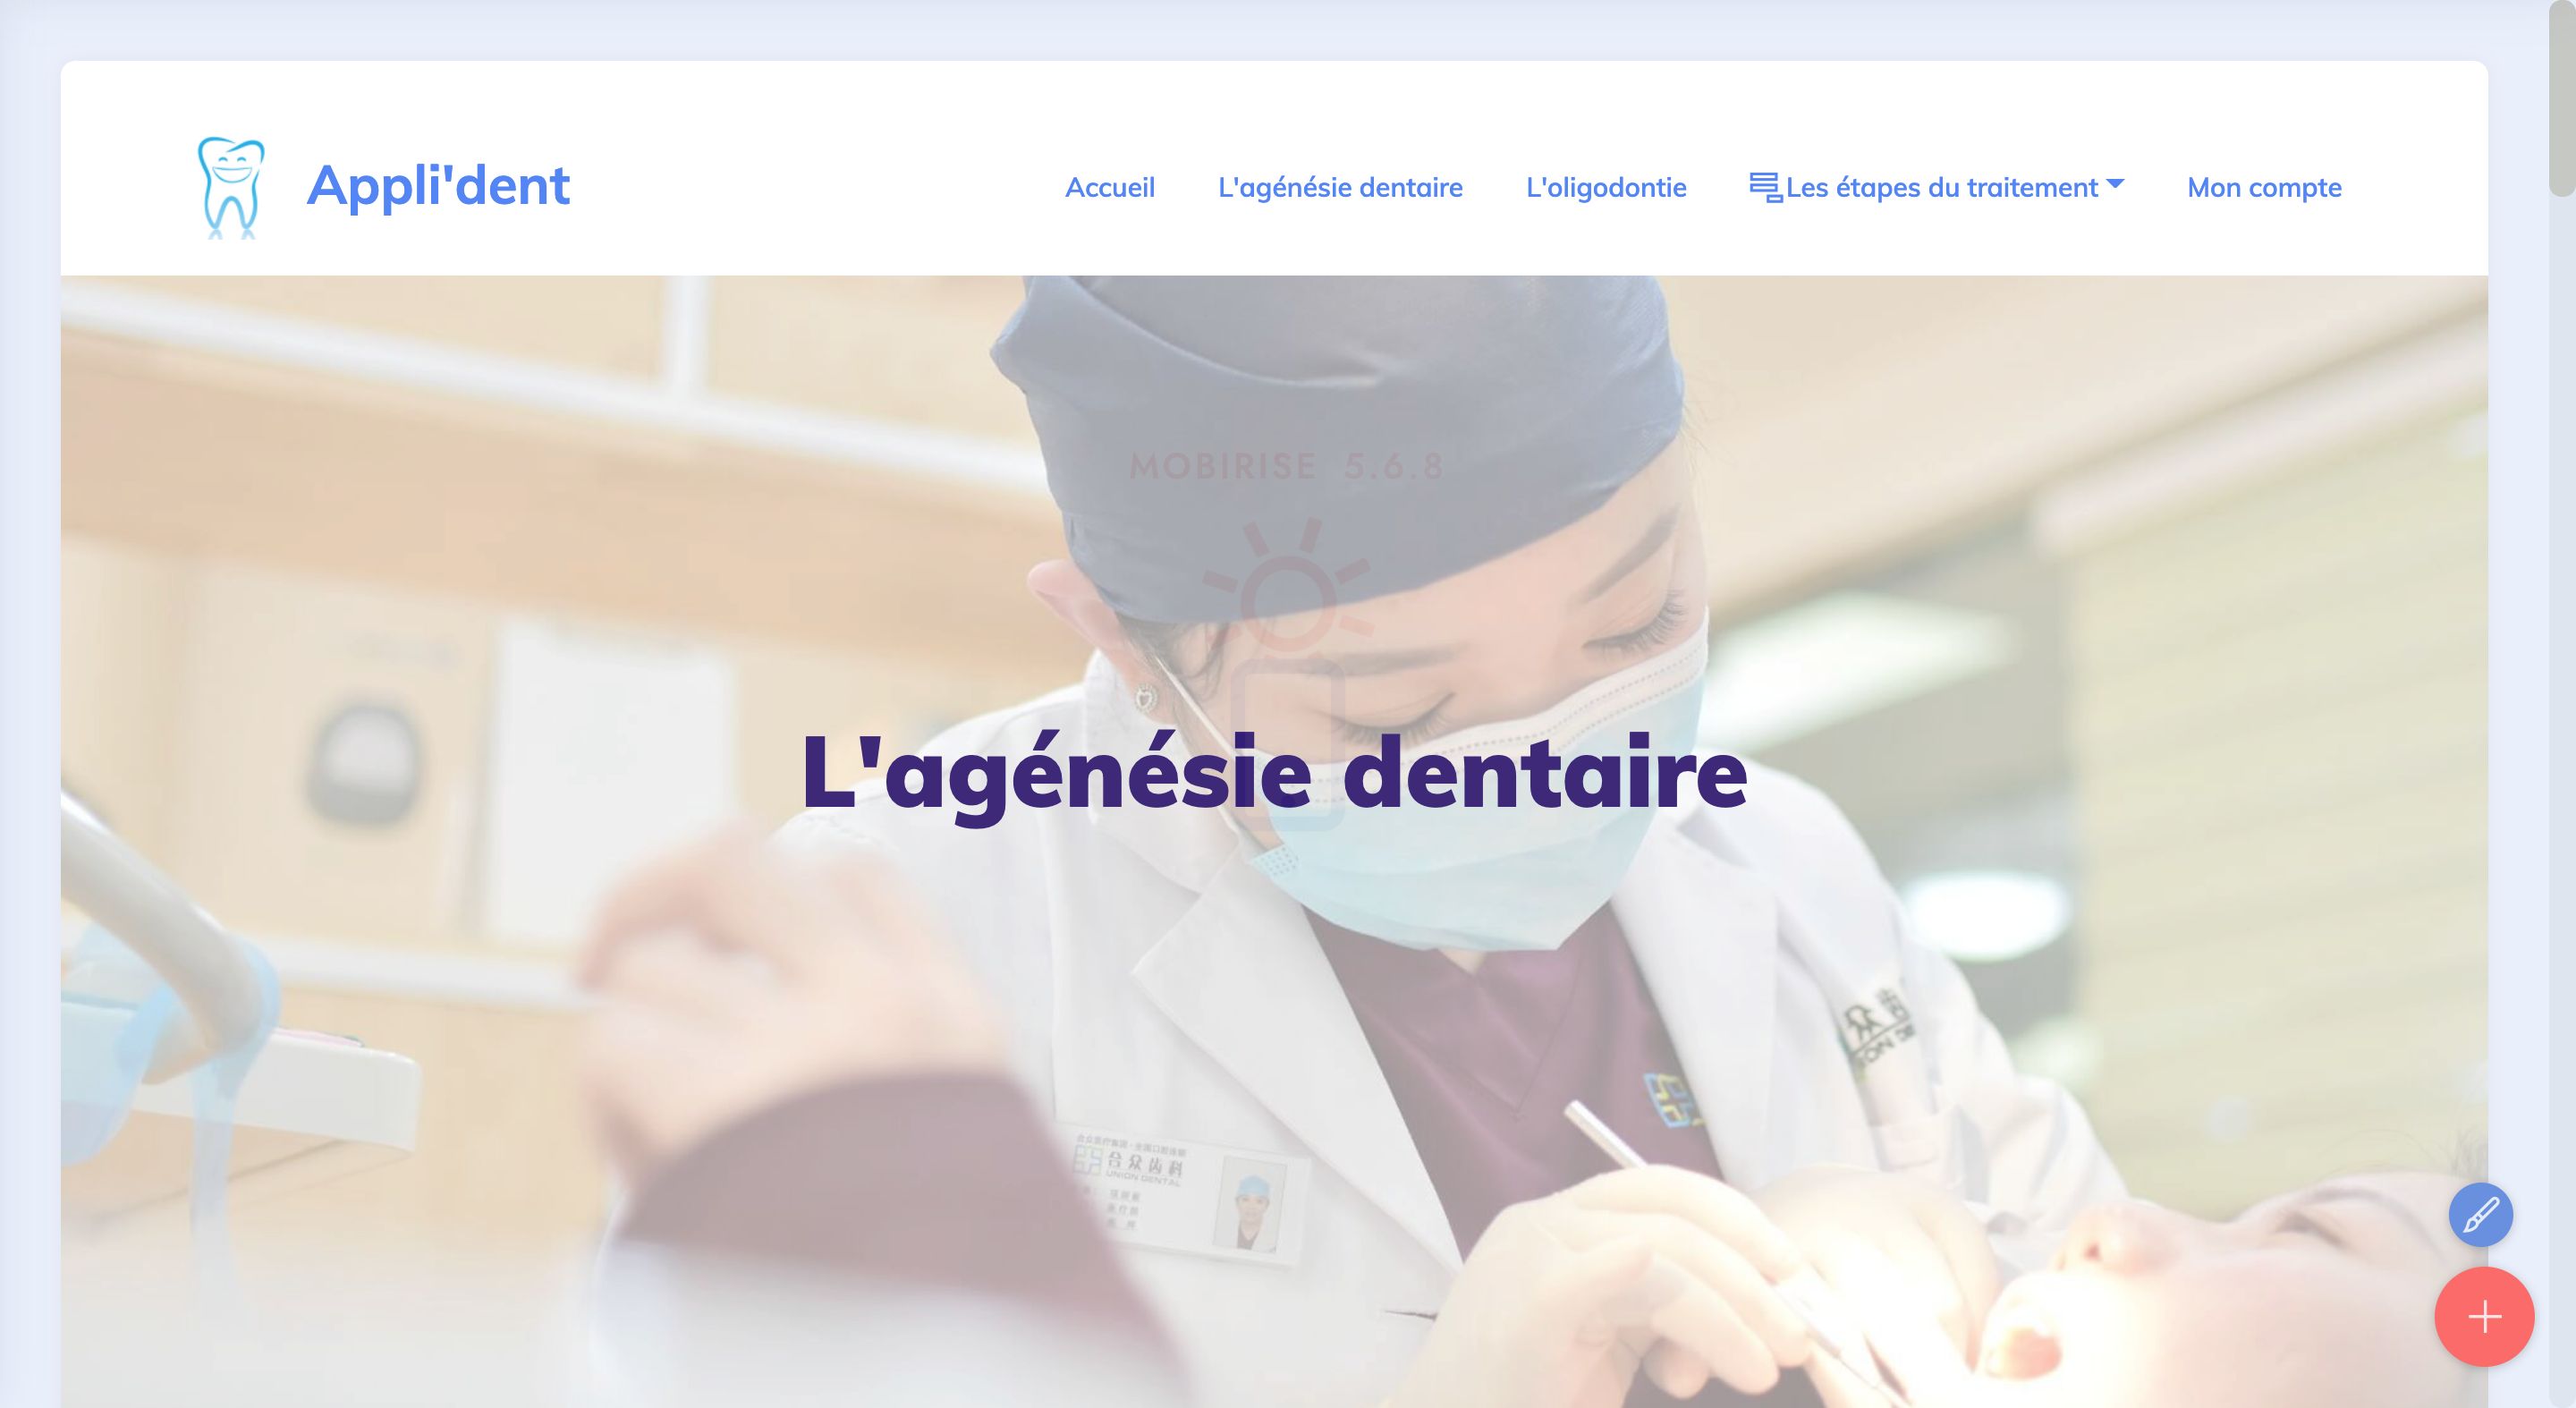 Appli'dent
Accueil
L'agénésie dentaire
L'oligodontie
Les étapes du traitement
Mon compte
MOBIRISE 5.6.8
L'agénésie dentaire
合众齿科
UNION DENTAL